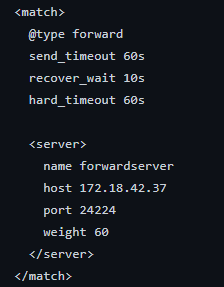 <match>
  @type forward
  send_timeout 60s
  recover_wait 10s
  hard_timeout 60s

  <server>
    name forwardserver
    host 172.18.42.37
    port 24224
    weight 60
  </server>
</match>